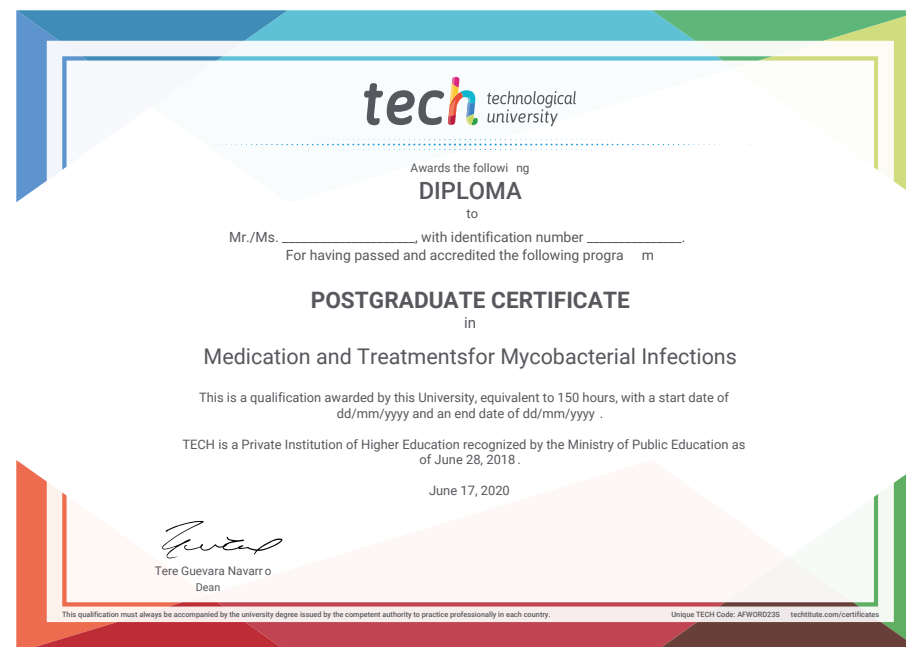 tech technological
university
Awards the followi ng
DIPLOMA
to
Mr./Ms. ____________________, with identification number ______________.
For having passed and accredited the following progra m
POSTGRADUATE CERTIFICATE
in
Medication and Treatmentsfor Mycobacterial Infections
This is a qualification awarded by this University, equivalent to 150 hours, with a start date of
dd/mm/yyyy and an end date of dd/mm/yyyy .
TECH is a Private Institution of Higher Education recognized by the Ministry of Public Education as
of June 28, 2018 .
June 17, 2020
Tere Guevara Navarr o
Dean
This qualification must always be accompanied by the university degree issued by the competent authority to practice professionally in each country.
Unique TECH Code: AFWORD23S techtitute.com/certificates